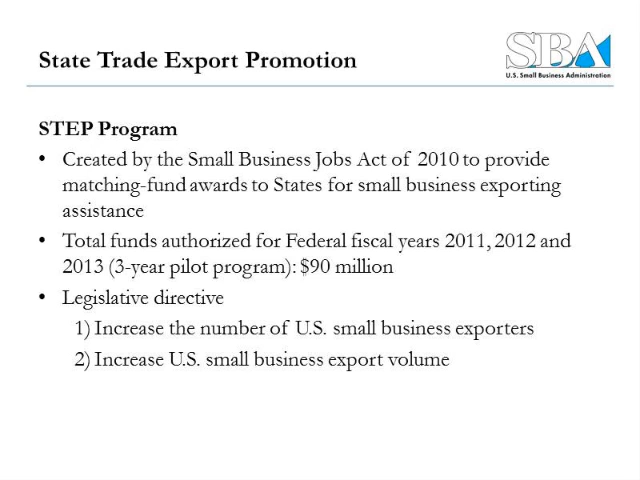 State Trade Export Promotion
SBA
U.S. Small Business Administration
STEP Program
• Created by the Small Business Jobs Act of 2010 to provide
matching-fund awards to States for small business exporting
assistance
• Total funds authorized for Federal fiscal years 2011, 2012 and
2013 (3-year pilot program): $90 million
• Legislative directive
1) Increase the number of U.S. small business exporters
2) Increase U.S. small business export volume